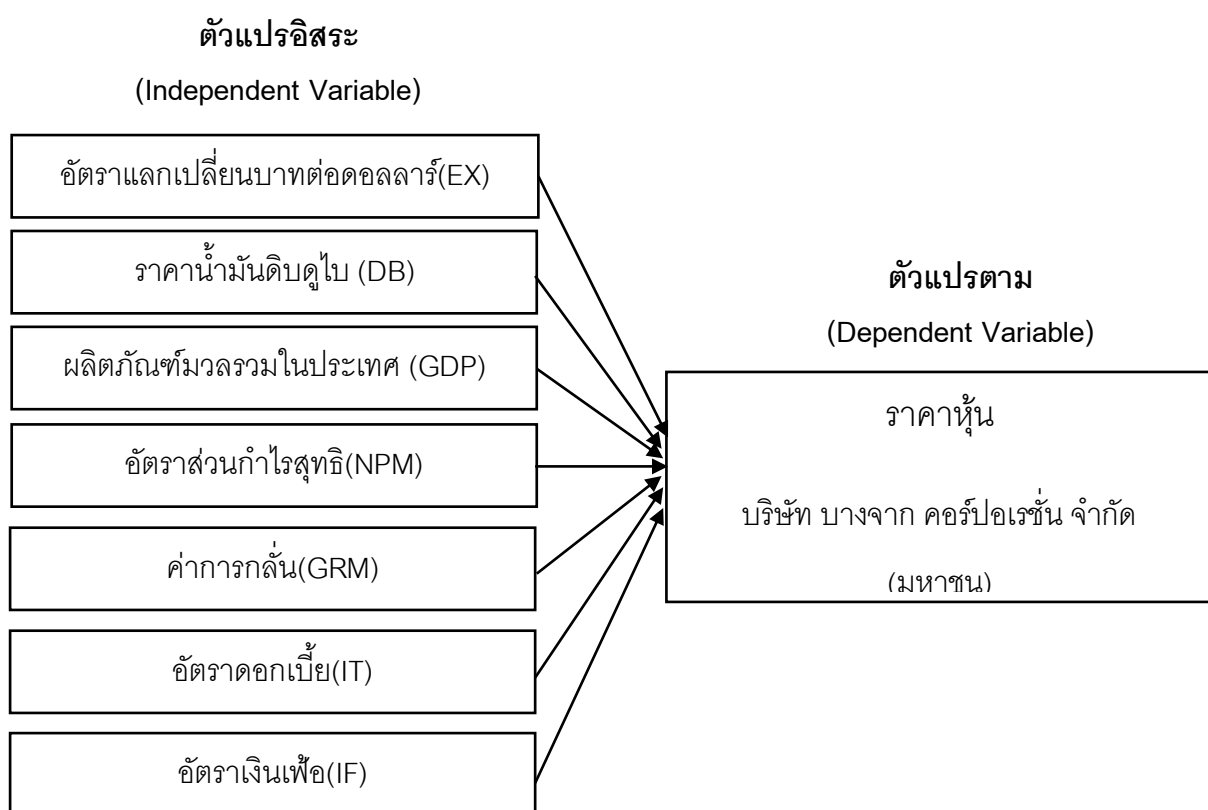 ตัวแปรอิสระ
(Independent Variable)
อัตราแลกเปลี่ยนบาทต่อดอลลาร์(EX)
ราคาน้ำมันดิบดูไบ (DB)
ผลิตภัณฑ์มวลรวมในประเทศ (GDP)
อัตราส่วนกำไรสุทธิ(NPM)
ค่าการกลั่น(GRM)
อัตราดอกเบี้ย(IT)
อัตราเงินเฟ้อ(IF)
ตัวแปรตาม
(Dependent Variable)
ราคาหุ้น
บริษัท บางจาก คอร์ปอเรชั่น จำกัด
(มหาชน)